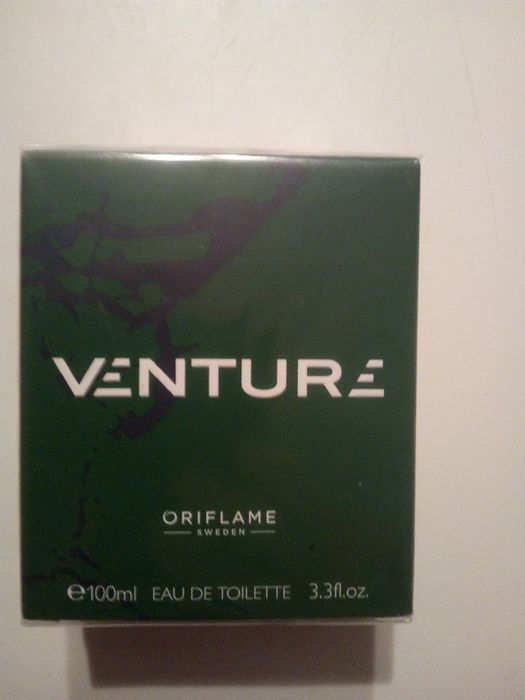 VENTURE
ORIFLAME
SWEDEN
℮100ml EAU DE TOILETTE 3.3fl.oz.